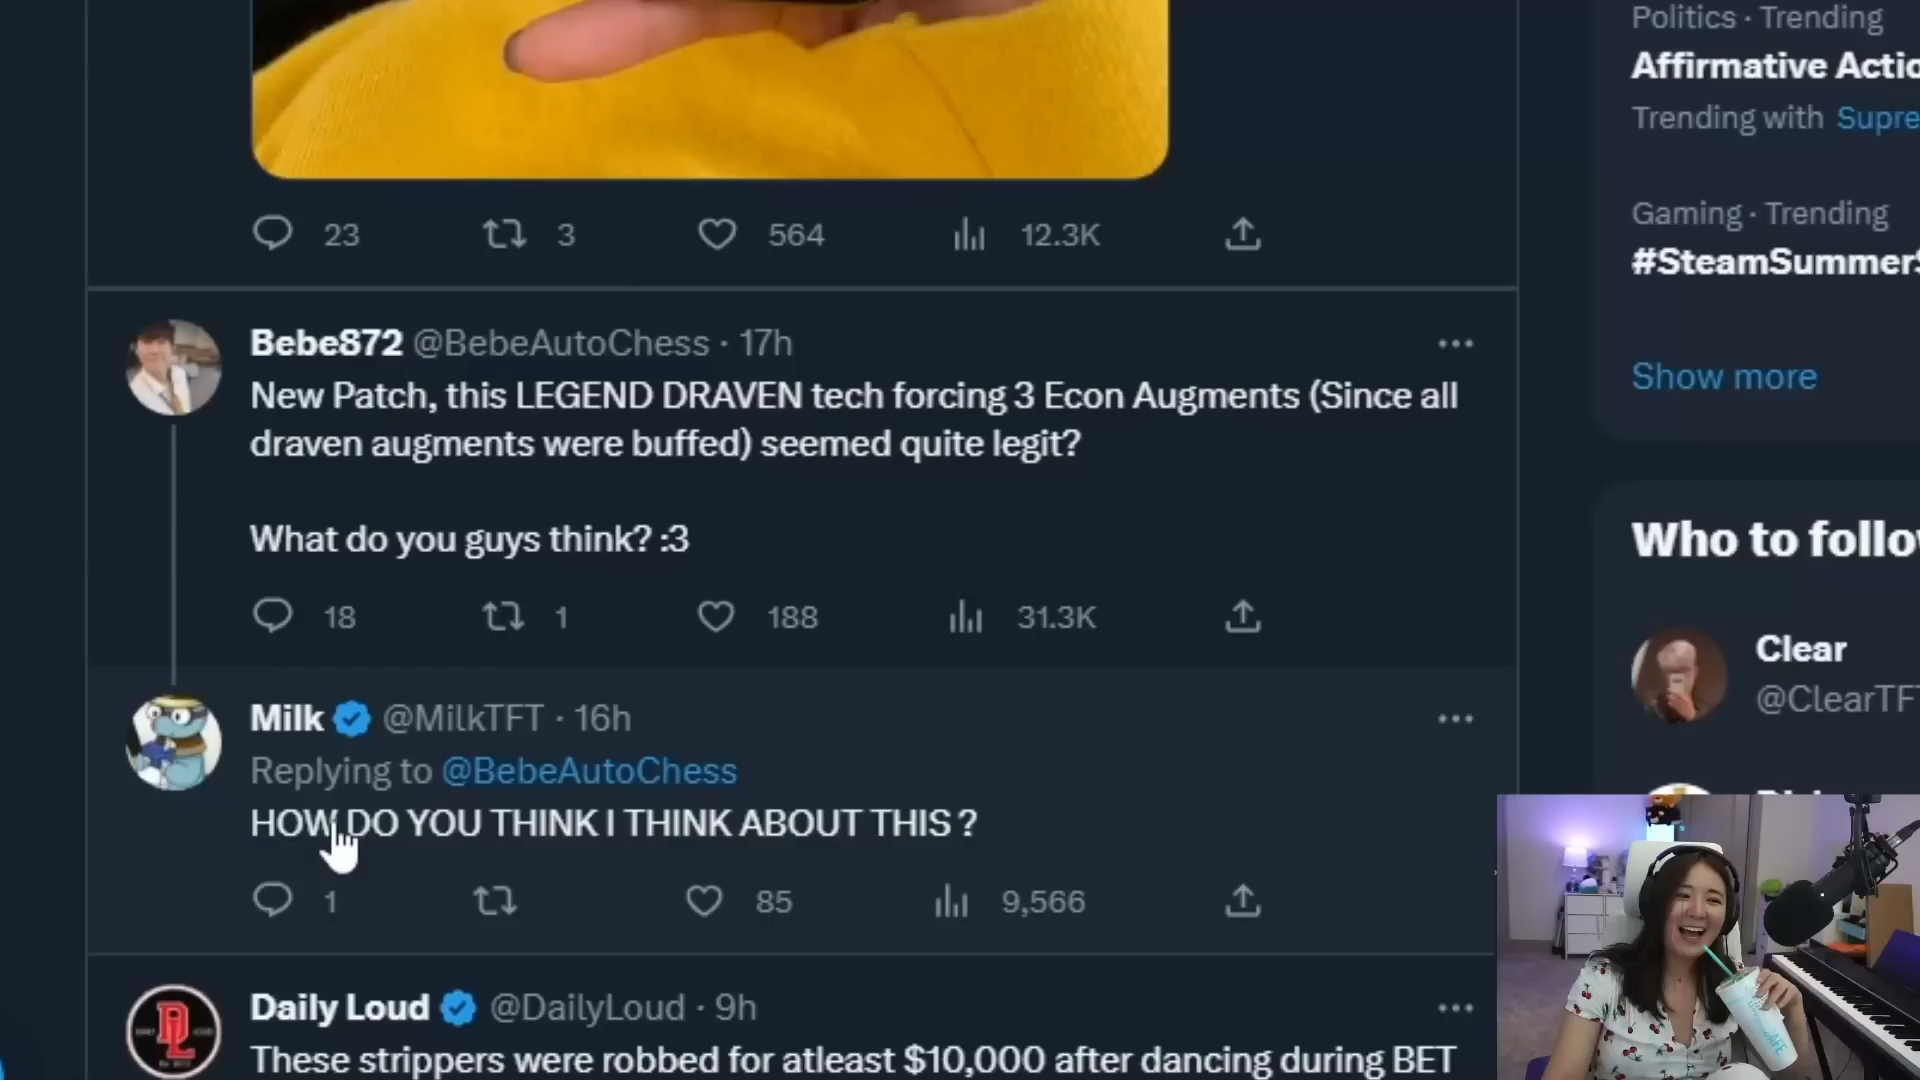 23 3 564 12.3K
Bebe872 @BebeAutoChess · 17h
New Patch, this LEGEND DRAVEN tech forcing 3 Econ Augments (Since all
draven augments were buffed) seemed quite legit?
What do you guys think? :3
18 1 188 31.3K
Milk @MilkTFT · 16h
Replying to @BebeAutoChess
HOW DO YOU THINK I THINK ABOUT THIS ?
1 85 9,566
Daily Loud @DailyLoud · 9h
DL
These strippers were robbed for atleast $10,000 after dancing during BET
Politics · Trending
Affirmative Actio
Trending with Supre
Gaming · Trending
#SteamSummerS
Show more
Who to follow
Clear
@ClearTFT